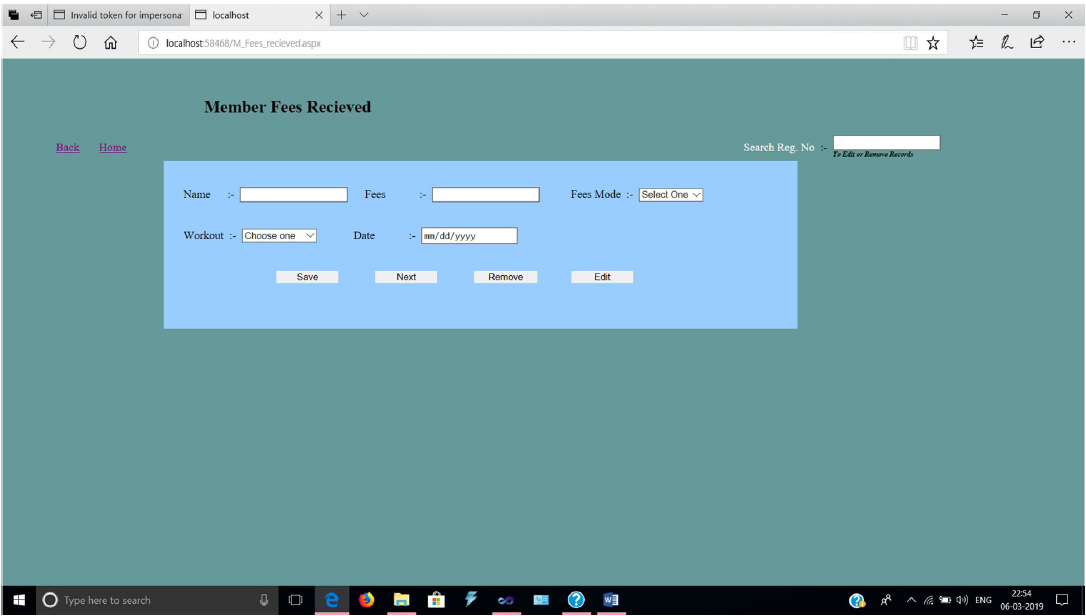 Invalid token for impersona
localhost
localhost:58468/M_Fees_recieved.aspx
Member Fees Recieved
Back Home Search Reg. No :-
To Edit or Remove Records
Name :- Fees :- Fees Mode :- Select One
Workout :- Choose one Date :- mm/dd/yyyy
Save Next Remove Edit
Type here to search
ENG
22:54
06-03-2019